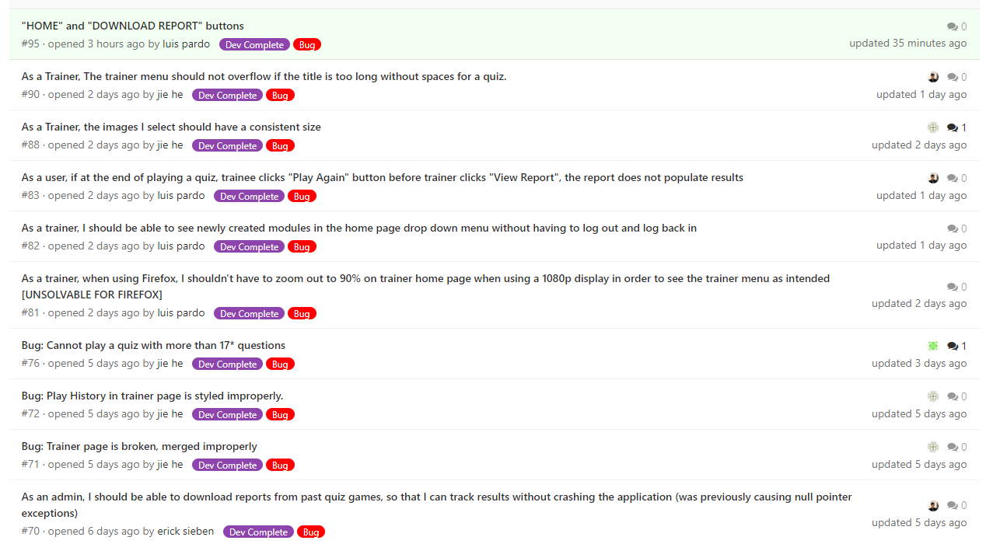 "HOME" and "DOWNLOAD REPORT" buttons
0
#95 · opened 3 hours ago by luis pardo Dev Complete Bug
updated 35 minutes ago
As a Trainer, The trainer menu should not overflow if the title is too long without spaces for a quiz.
0
#90 · opened 2 days ago by jie he Dev Complete Bug
updated 1 day ago
As a Trainer, the images I select should have a consistent size
1
#88 · opened 2 days ago by jie he Dev Complete Bug
updated 2 days ago
As a user, if at the end of playing a quiz, trainee clicks "Play Again" button before trainer clicks "View Report", the report does not populate results
0
#83 · opened 2 days ago by luis pardo Dev Complete Bug
updated 1 day ago
As a trainer, I should be able to see newly created modules in the home page drop down menu without having to log out and log back in
0
#82 · opened 2 days ago by luis pardo Dev Complete Bug
updated 1 day ago
As a trainer, when using Firefox, I shouldn't have to zoom out to 90% on trainer home page when using a 1080p display in order to see the trainer menu as intended
[UNSOLVABLE FOR FIREFOX]
0
#81 · opened 2 days ago by luis pardo Dev Complete Bug
updated 2 days ago
Bug: Cannot play a quiz with more than 17* questions
1
#76 · opened 5 days ago by jie he Dev Complete Bug
updated 3 days ago
Bug: Play History in trainer page is styled improperly.
0
#72 · opened 5 days ago by jie he Dev Complete Bug
updated 5 days ago
Bug: Trainer page is broken, merged improperly
0
#71 · opened 5 days ago by jie he Dev Complete Bug
updated 5 days ago
As an admin, I should be able to download reports from past quiz games, so that I can track results without crashing the application (was previously causing null pointer
exceptions)
0
#70 · opened 6 days ago by erick sieben Dev Complete Bug
updated 5 days ago